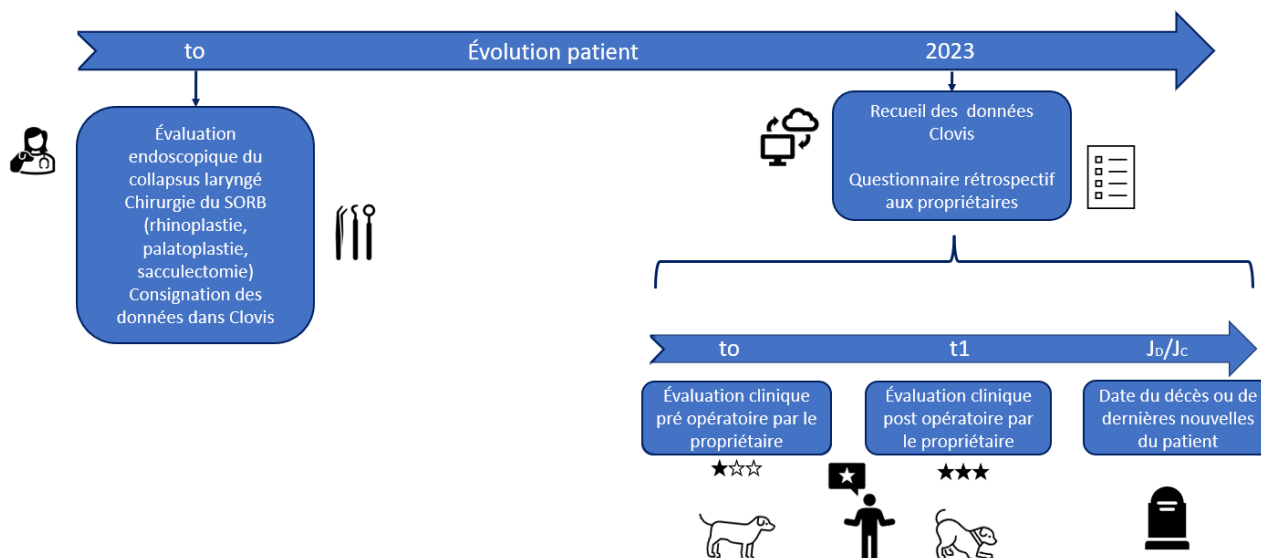 to
Évolution patient
2023
Évaluation
endoscopique du
collapsus laryngé
Chirurgie du SORB
(rhinoplastie,
palatoplastie,
sacculectomie)
Consignation des
données dans Clovis
Recueil des données
Clovis
Questionnaire rétrospectif
aux propriétaires
to
t1
JD/JC
Évaluation clinique
pré opératoire par le
propriétaire
Évaluation clinique
post opératoire par
le propriétaire
Date du décès ou de
dernières nouvelles
du patient